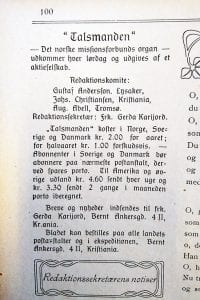 100
"Talsmanden"
— Det norske missionsforbunds organ —
utkommer hver lørdag og utgives af et
aktieselskab.
Redaktionskomite:
Gustaf Andersson, Lysaker,
Johs. Christiansen, Kristiania,
Aug. Abell, Tromsø.
Redaktionssekretær: Frk. Gerda Karijord.
„Talsmanden" koster i Norge, Sve-
rige og Danmark kr. 2.00 for aaret;
for halvaaret kr. 1.00 forskudsvis. —
Abonnenter i Sverige og Danmark bør
abonnere paa nærmeste postanstalt, der-
ved spares porto. Til Amerika og øv-
rige utland kr. 4.60 sendt hver uge og
kr. 3.30 sendt 2 gange i maaneden
porto iberegnet.
Breve og nyheder indsendes til frk.
Gerda Karijord, Bernt Ankersgd. 4 II,
Kr.ania.
Bladet kan bestilles paa alle landets
postanstalter og i ekspeditionen, Bernt
Ankersgd. 4 II, Kristiania.
Redaktionssekretærens notiser
O,
O,
O,
O
Han
O, h